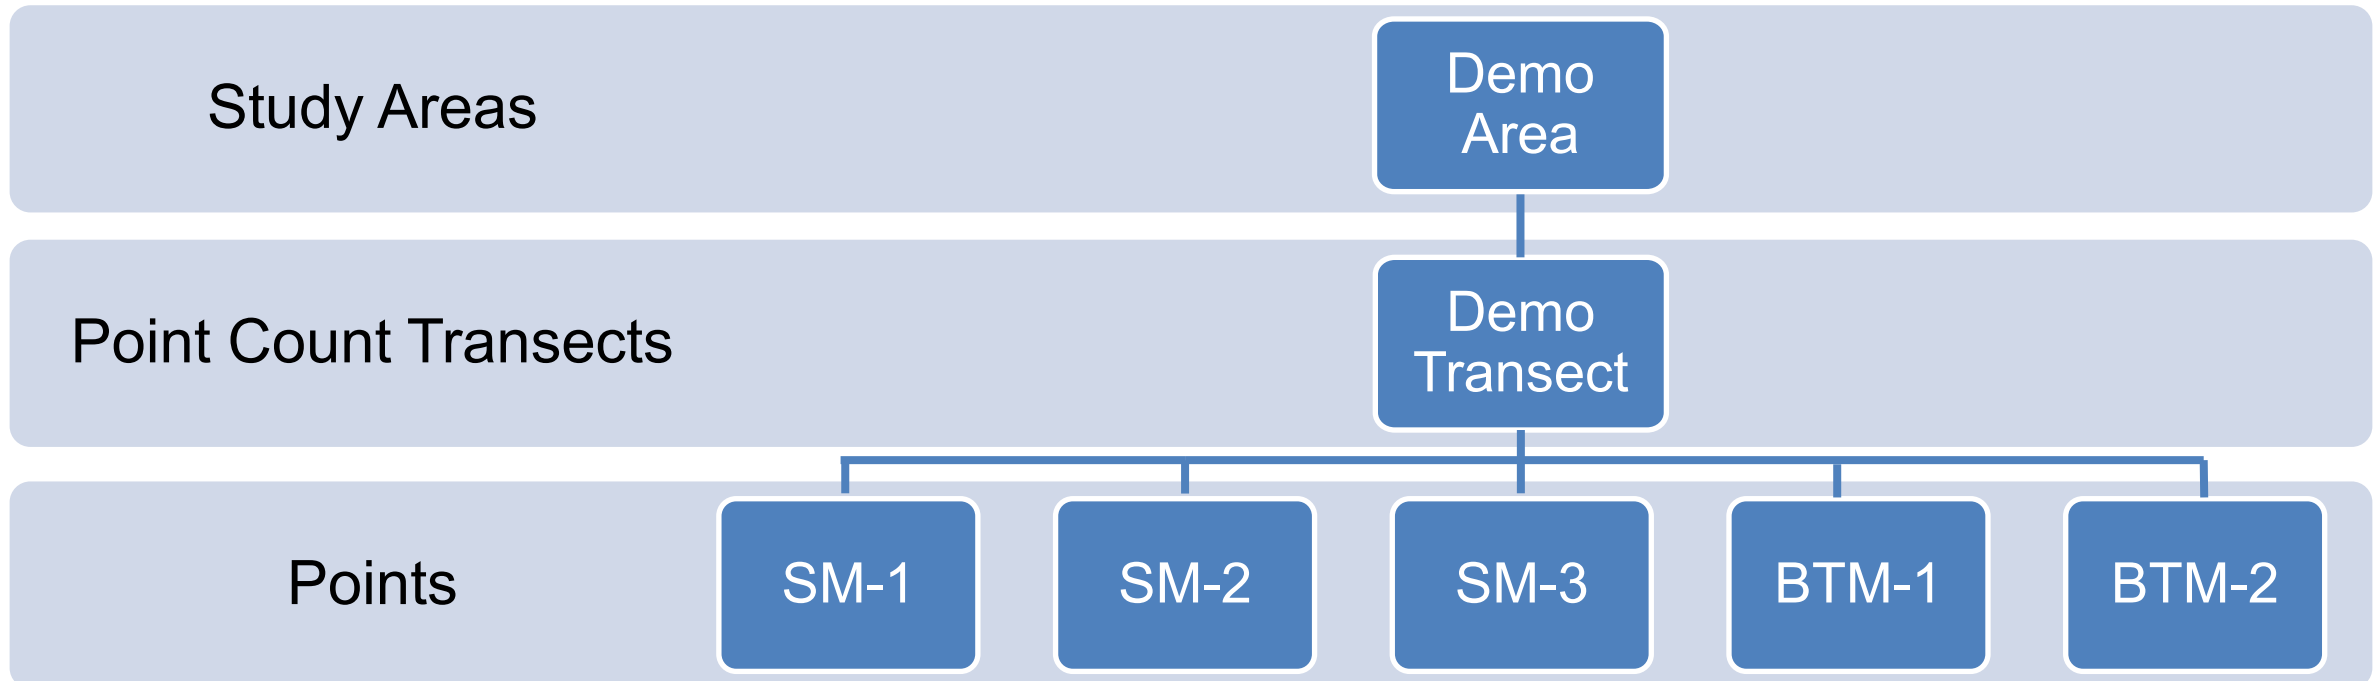 Study Areas
Demo
Area
Point Count Transects
Demo
Transect
Points
SM-1
SM-2
SM-3
BTM-1
BTM-2